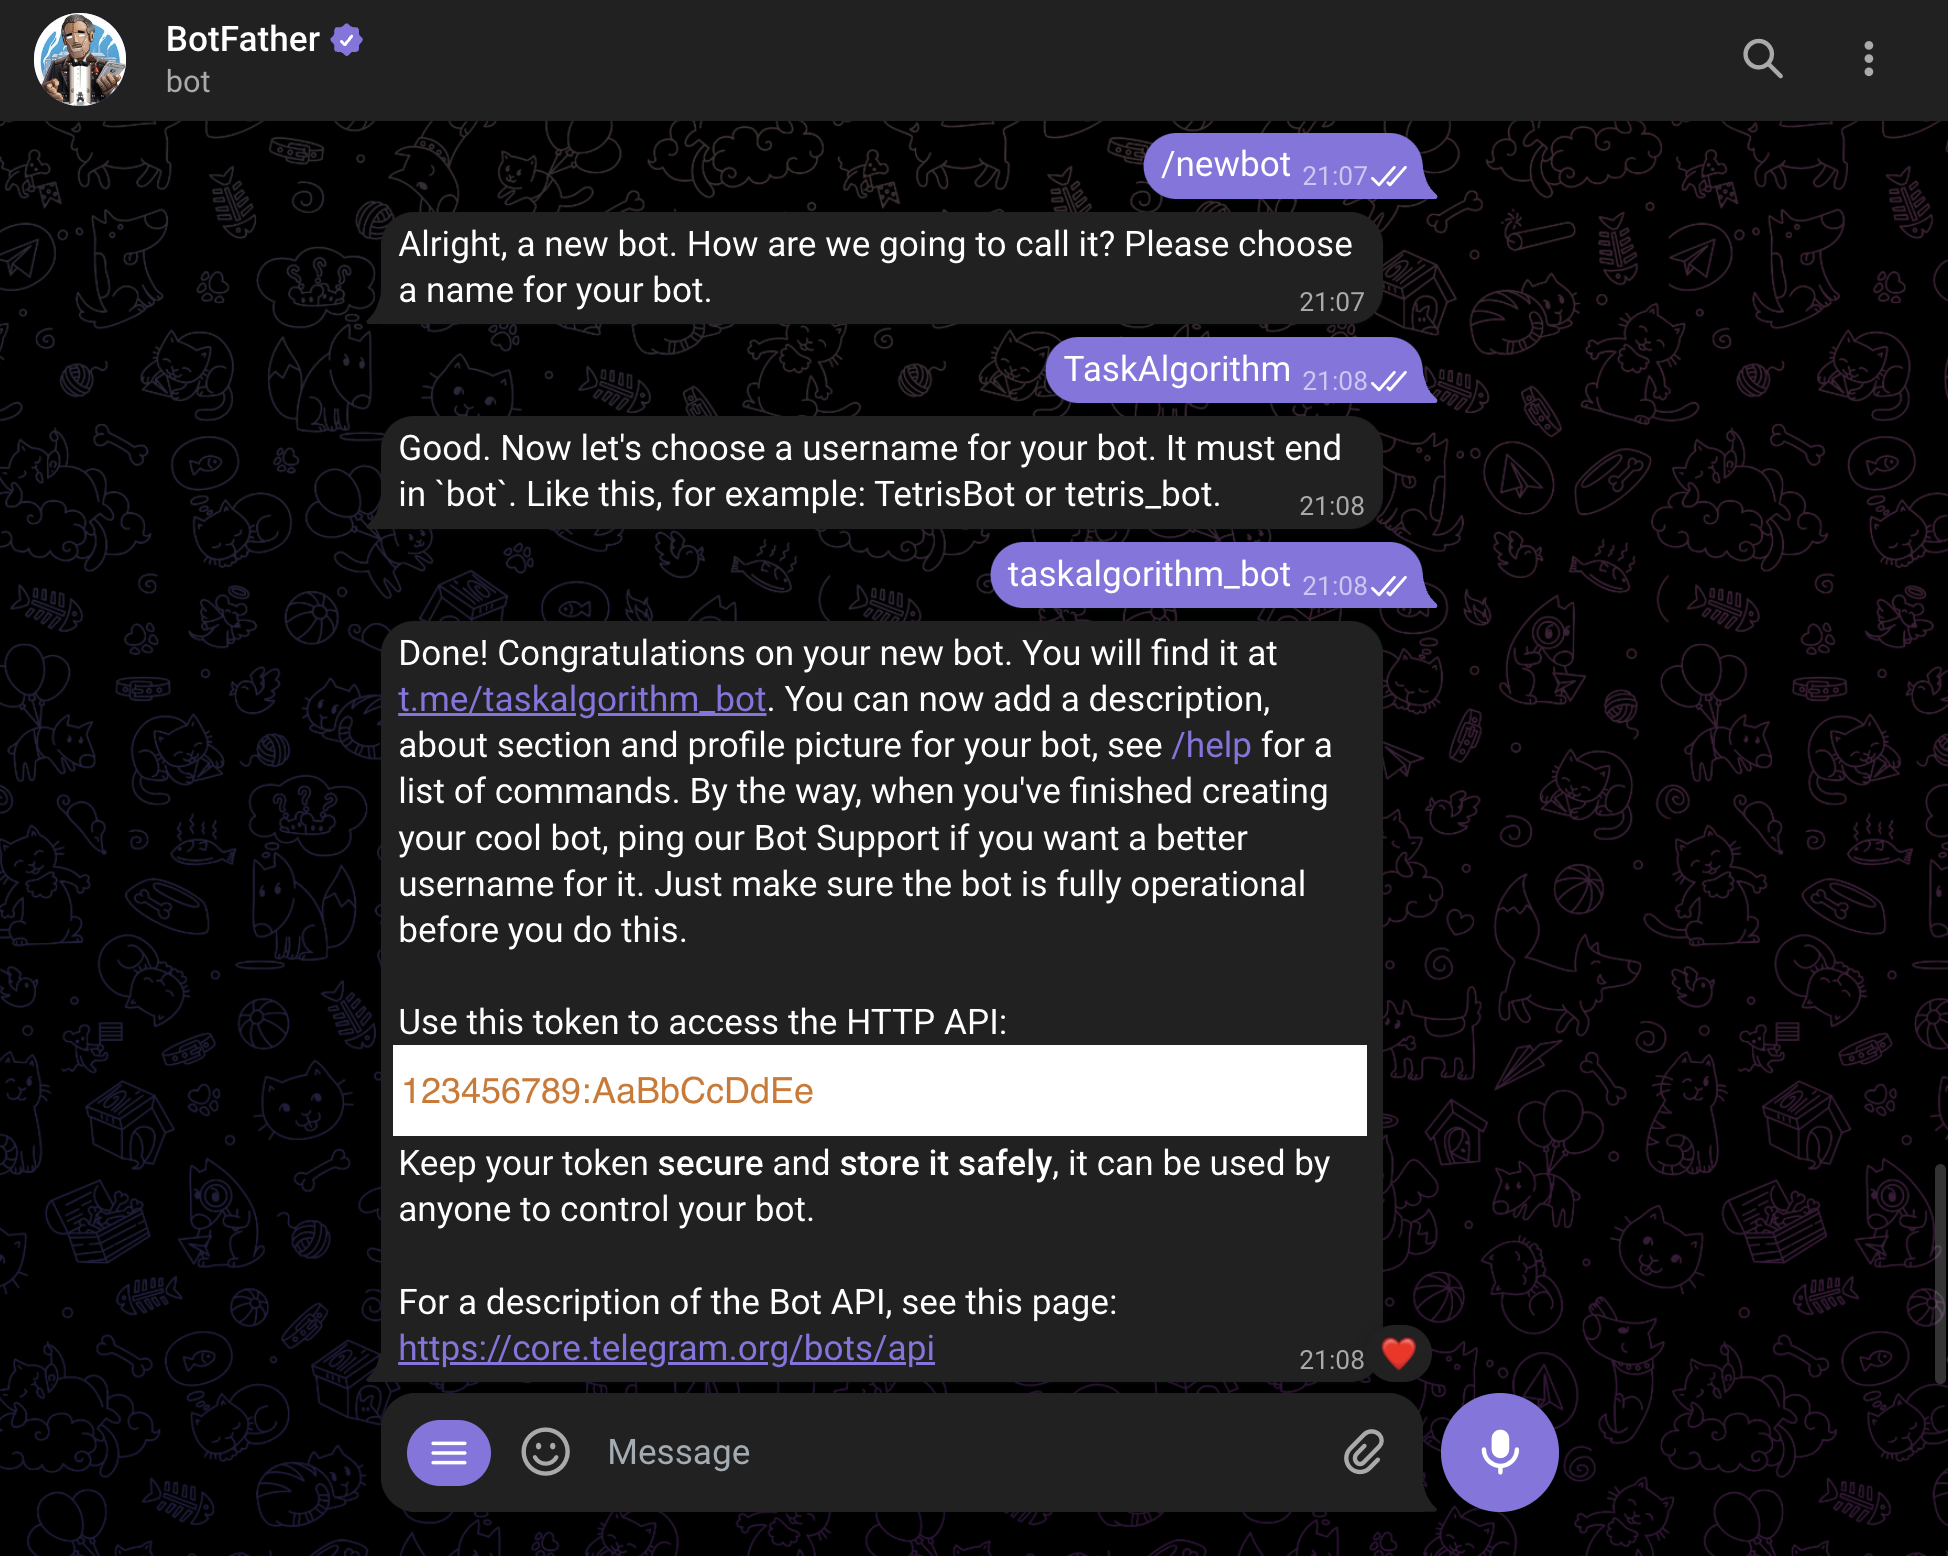 BotFather
bot
/newbot 21:07
Alright, a new bot. How are we going to call it? Please choose
a name for your bot.
21:07
TaskAlgorithm 21:08
Good. Now let's choose a username for your bot. It must end
in `bot`. Like this, for example: TetrisBot or tetris_bot.
21:08
taskalgorithm_bot 21:08
Done! Congratulations on your new bot. You will find it at
t.me/taskalgorithm_bot. You can now add a description,
about section and profile picture for your bot, see /help for a
list of commands. By the way, when you've finished creating
your cool bot, ping our Bot Support if you want a better
username for it. Just make sure the bot is fully operational
before you do this.
Use this token to access the HTTP API:
123456789:AaBbCcDdEe
Keep your token secure and store it safely, it can be used by
anyone to control your bot.
For a description of the Bot API, see this page:
https://core.telegram.org/bots/api
21:08
Message